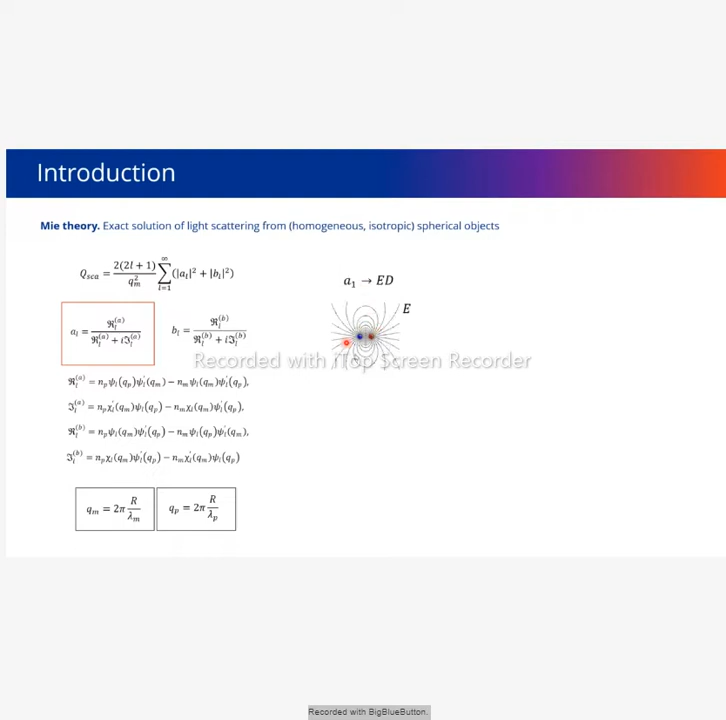 Introduction
Mie theory. Exact solution of light scattering from (homogeneous, isotropic) spherical objects
Q_sca = 2(2l + 1)/q_m^2 ∑_{l=1}^{∞} (|a_l|^2 + |b_l|^2)
a_1 → ED
E
a_l = ℜ_l^(a) / (ℜ_l^(a) + iℑ_l^(a))
b_l = ℜ_l^(b) / (ℜ_l^(b) + iℑ_l^(b))
Recorded with iTop Screen Recorder
ℜ_l^(a) = n_p ψ_l(q_p)ψ_l′(q_m) − n_m ψ_l(q_m)ψ_l′(q_p),
ℑ_l^(a) = n_p χ_l′(q_m)ψ_l(q_p) − n_m χ_l(q_m)ψ_l′(q_p),
ℜ_l^(b) = n_p ψ_l(q_m)ψ_l′(q_p) − n_m ψ_l(q_p)ψ_l′(q_m),
ℑ_l^(b) = n_p χ_l(q_m)ψ_l′(q_p) − n_m χ_l′(q_m)ψ_l(q_p)
q_m = 2π R/λ_m
q_p = 2π R/λ_p
Recorded with BigBlueButton.